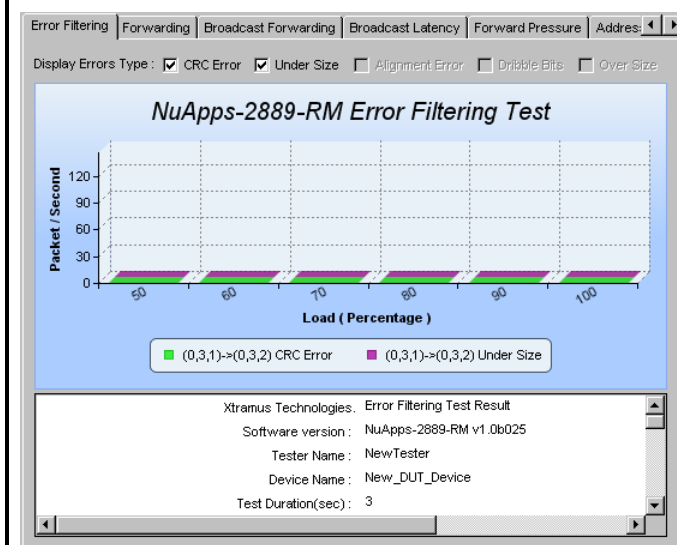 Error Filtering Forwarding Broadcast Forwarding Broadcast Latency Forward Pressure Addres
Display Errors Type : CRC Error Under Size Alignment Error Dribble Bits Over Size
NuApps-2889-RM Error Filtering Test
Packet / Second
120
90
60
30
0
50 60 70 80 90 100
Load ( Percentage )
(0,3,1)->(0,3,2) CRC Error (0,3,1)->(0,3,2) Under Size
Xtramus Technologies. Error Filtering Test Result
Software version : NuApps-2889-RM v1.0b025
Tester Name : NewTester
Device Name : New_DUT_Device
Test Duration(sec) : 3